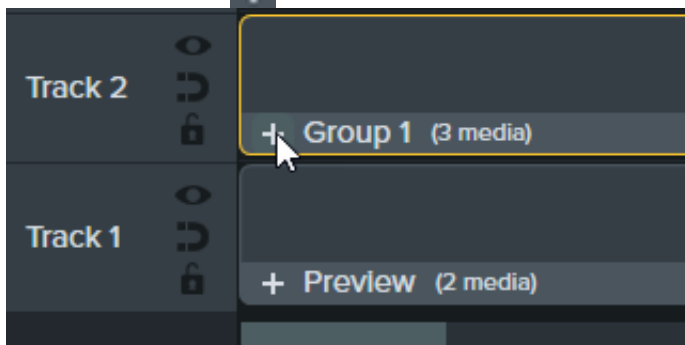 Track 2
+ Group 1 (3 media)
Track 1
+ Preview (2 media)